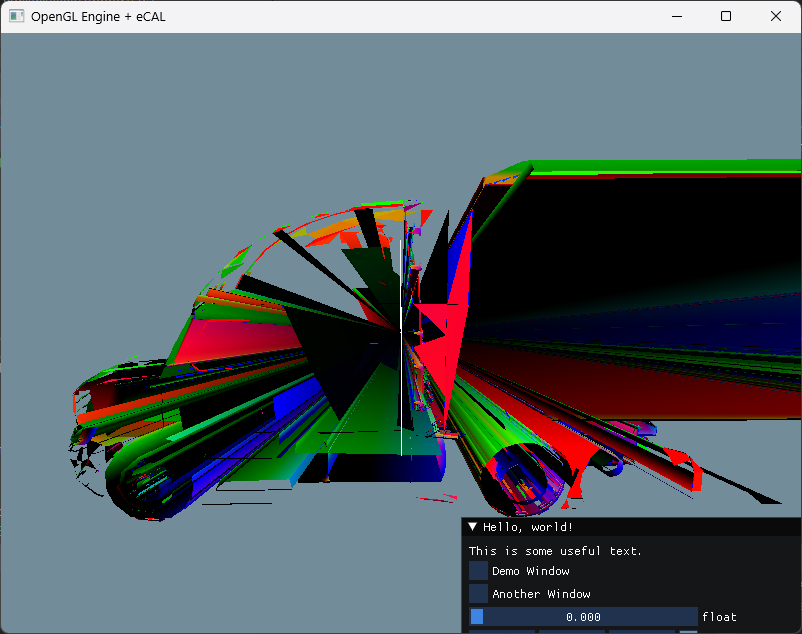 OpenGL Engine + eCAL
Hello, world!
This is some useful text.
Demo Window
Another Window
0.000 float